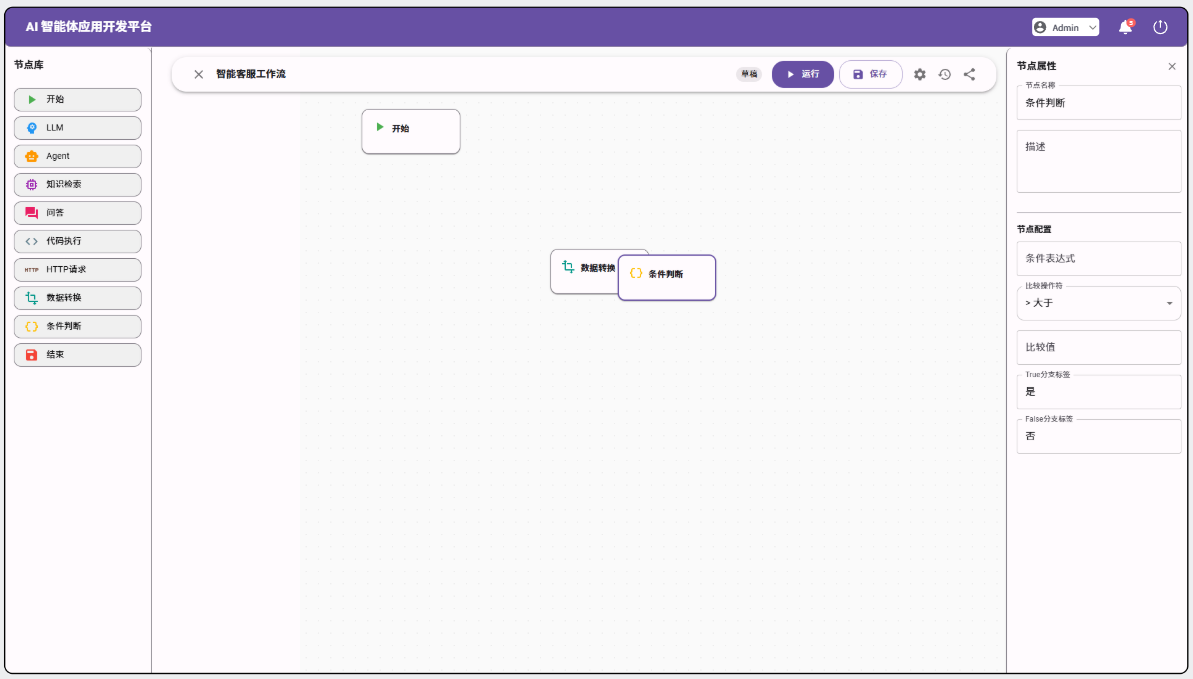 AI 智能体应用开发平台
Admin
5
节点库
开始
LLM
Agent
知识检索
问答
代码执行
HTTP
HTTP请求
数据转换
条件判断
结束
智能客服工作流
草稿
运行
保存
开始
数据转换
条件判断
节点属性
节点名称
条件判断
描述
节点配置
条件表达式
比较操作符
> 大于
比较值
True分支标签
是
False分支标签
否